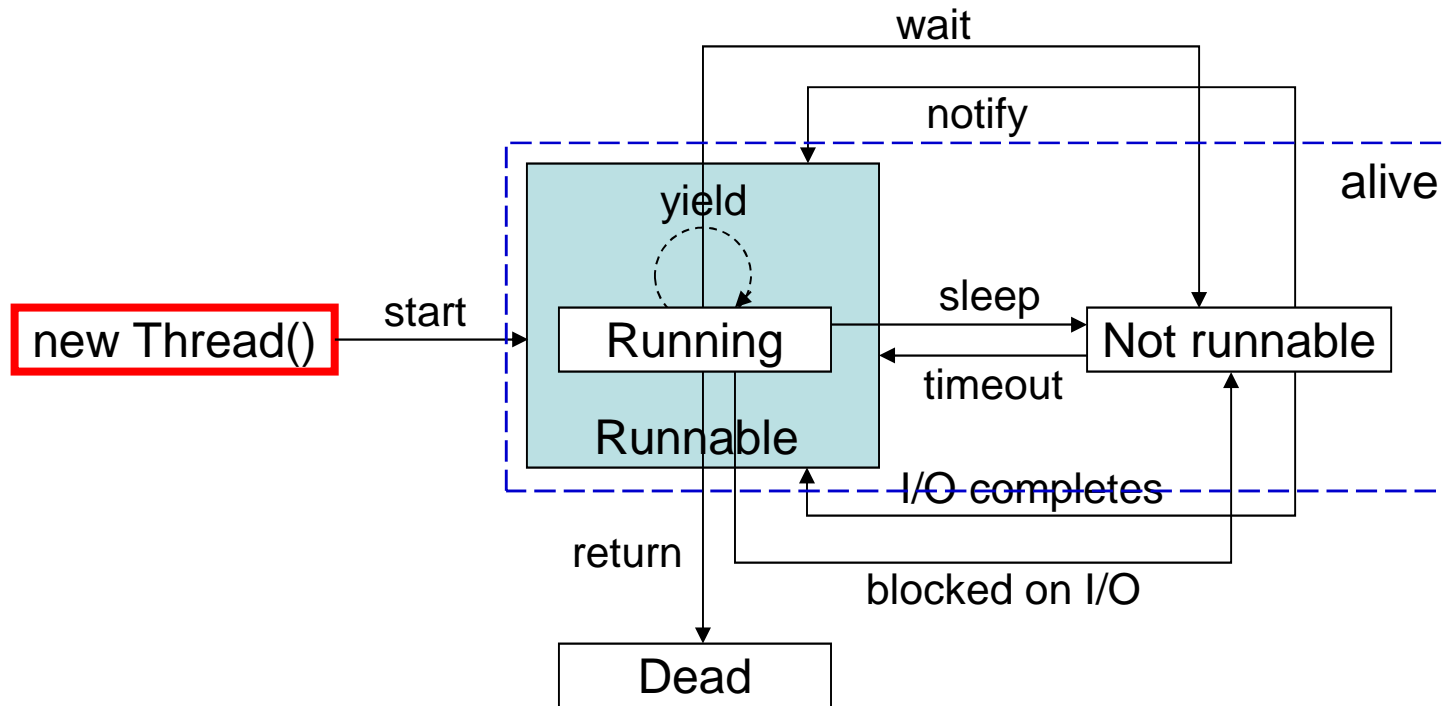 wait
notify
alive
yield
start
sleep
new Thread()
Running
Not runnable
timeout
Runnable
I/O completes
return
blocked on I/O
Dead